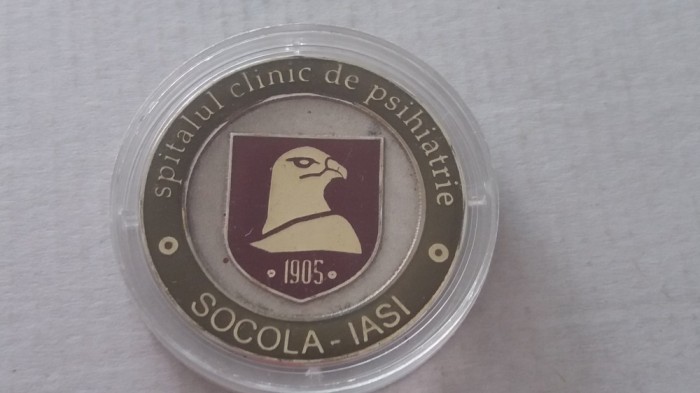 spitalul clinic de psihiatrie
• 1905 •
SOCOLA - IASI